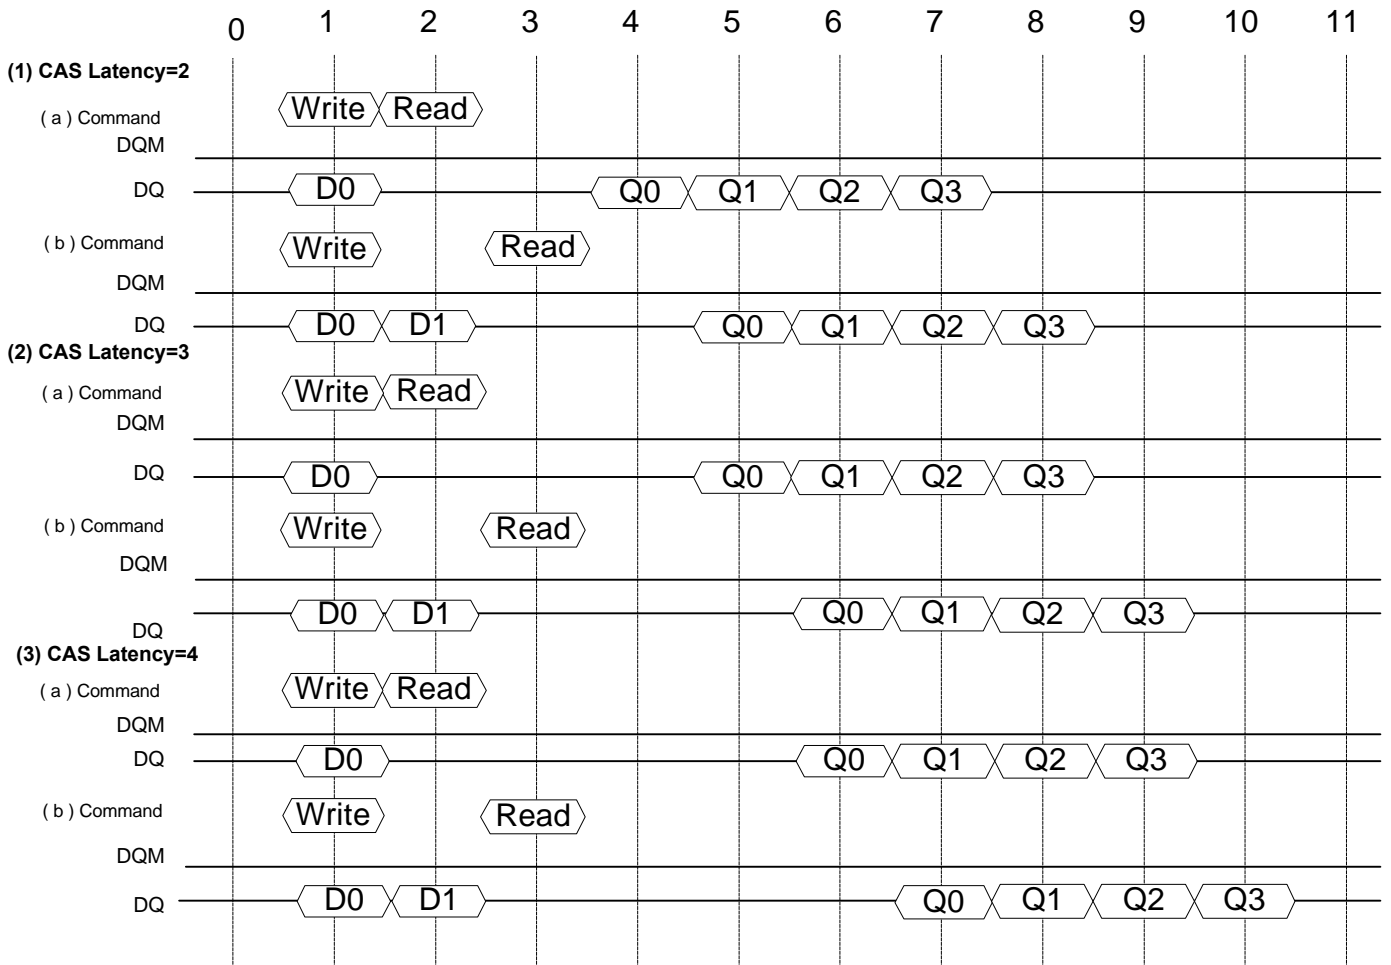 0 1 2 3 4 5 6 7 8 9 10 11
(1) CAS Latency=2
( a ) Command Write Read
DQM
DQ D0 Q0 Q1 Q2 Q3
( b ) Command Write Read
DQM
DQ D0 D1 Q0 Q1 Q2 Q3
(2) CAS Latency=3
( a ) Command Write Read
DQM
DQ D0 Q0 Q1 Q2 Q3
( b ) Command Write Read
DQM
DQ D0 D1 Q0 Q1 Q2 Q3
(3) CAS Latency=4
( a ) Command Write Read
DQM
DQ D0 Q0 Q1 Q2 Q3
( b ) Command Write Read
DQM
DQ D0 D1 Q0 Q1 Q2 Q3